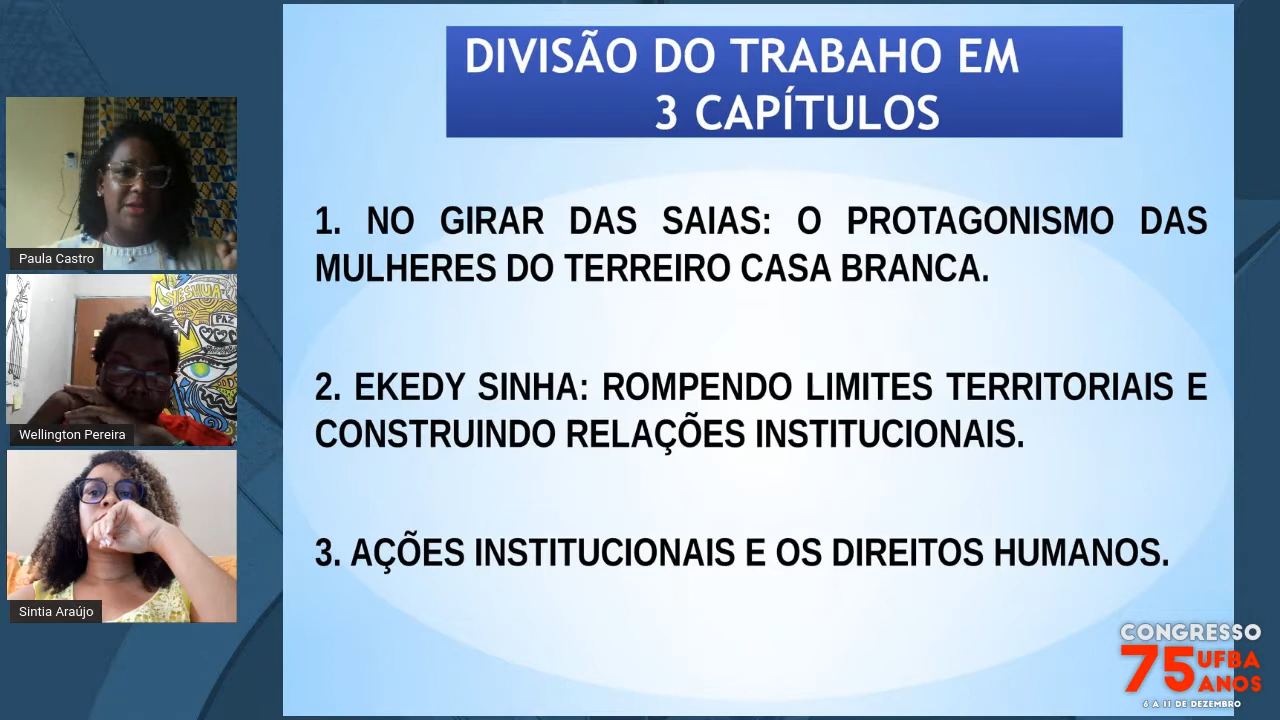 DIVISÃO DO TRABAHO EM
3 CAPÍTULOS
1. NO GIRAR DAS SAIAS: O PROTAGONISMO DAS
MULHERES DO TERREIRO CASA BRANCA.
2. EKEDY SINHA: ROMPENDO LIMITES TERRITORIAIS E
CONSTRUINDO RELAÇÕES INSTITUCIONAIS.
3. AÇÕES INSTITUCIONAIS E OS DIREITOS HUMANOS.
Paula Castro
YESHUA
PAZ
Wellington Pereira
Sintia Araújo
CONGRESSO
75 UFBA
ANOS
6 A 11 DE DEZEMBRO